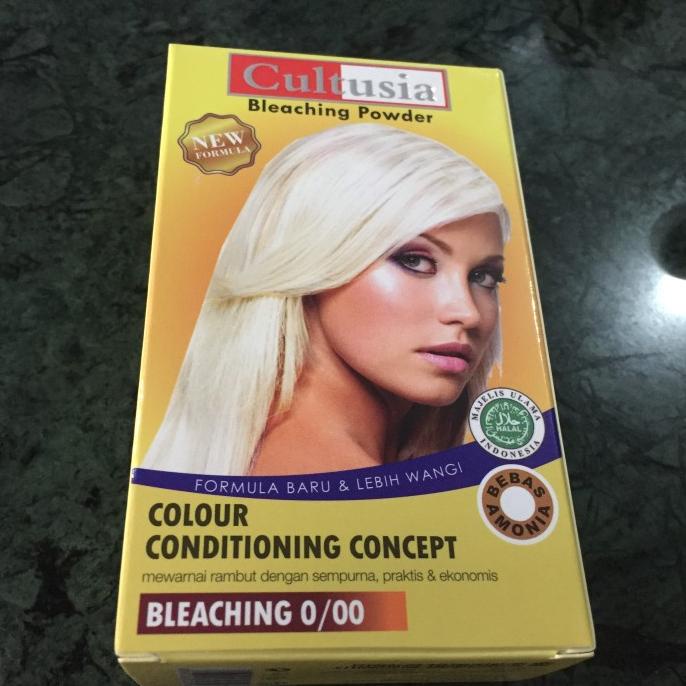 Cultusia
Bleaching Powder
NEW
FORMULA
MAJELIS ULAMA
حلال
HALAL
INDONESIA
FORMULA BARU & LEBIH WANGI
BEBAS
AMONIA
COLOUR
CONDITIONING CONCEPT
mewarnai rambut dengan sempurna, praktis & ekonomis
BLEACHING 0/00